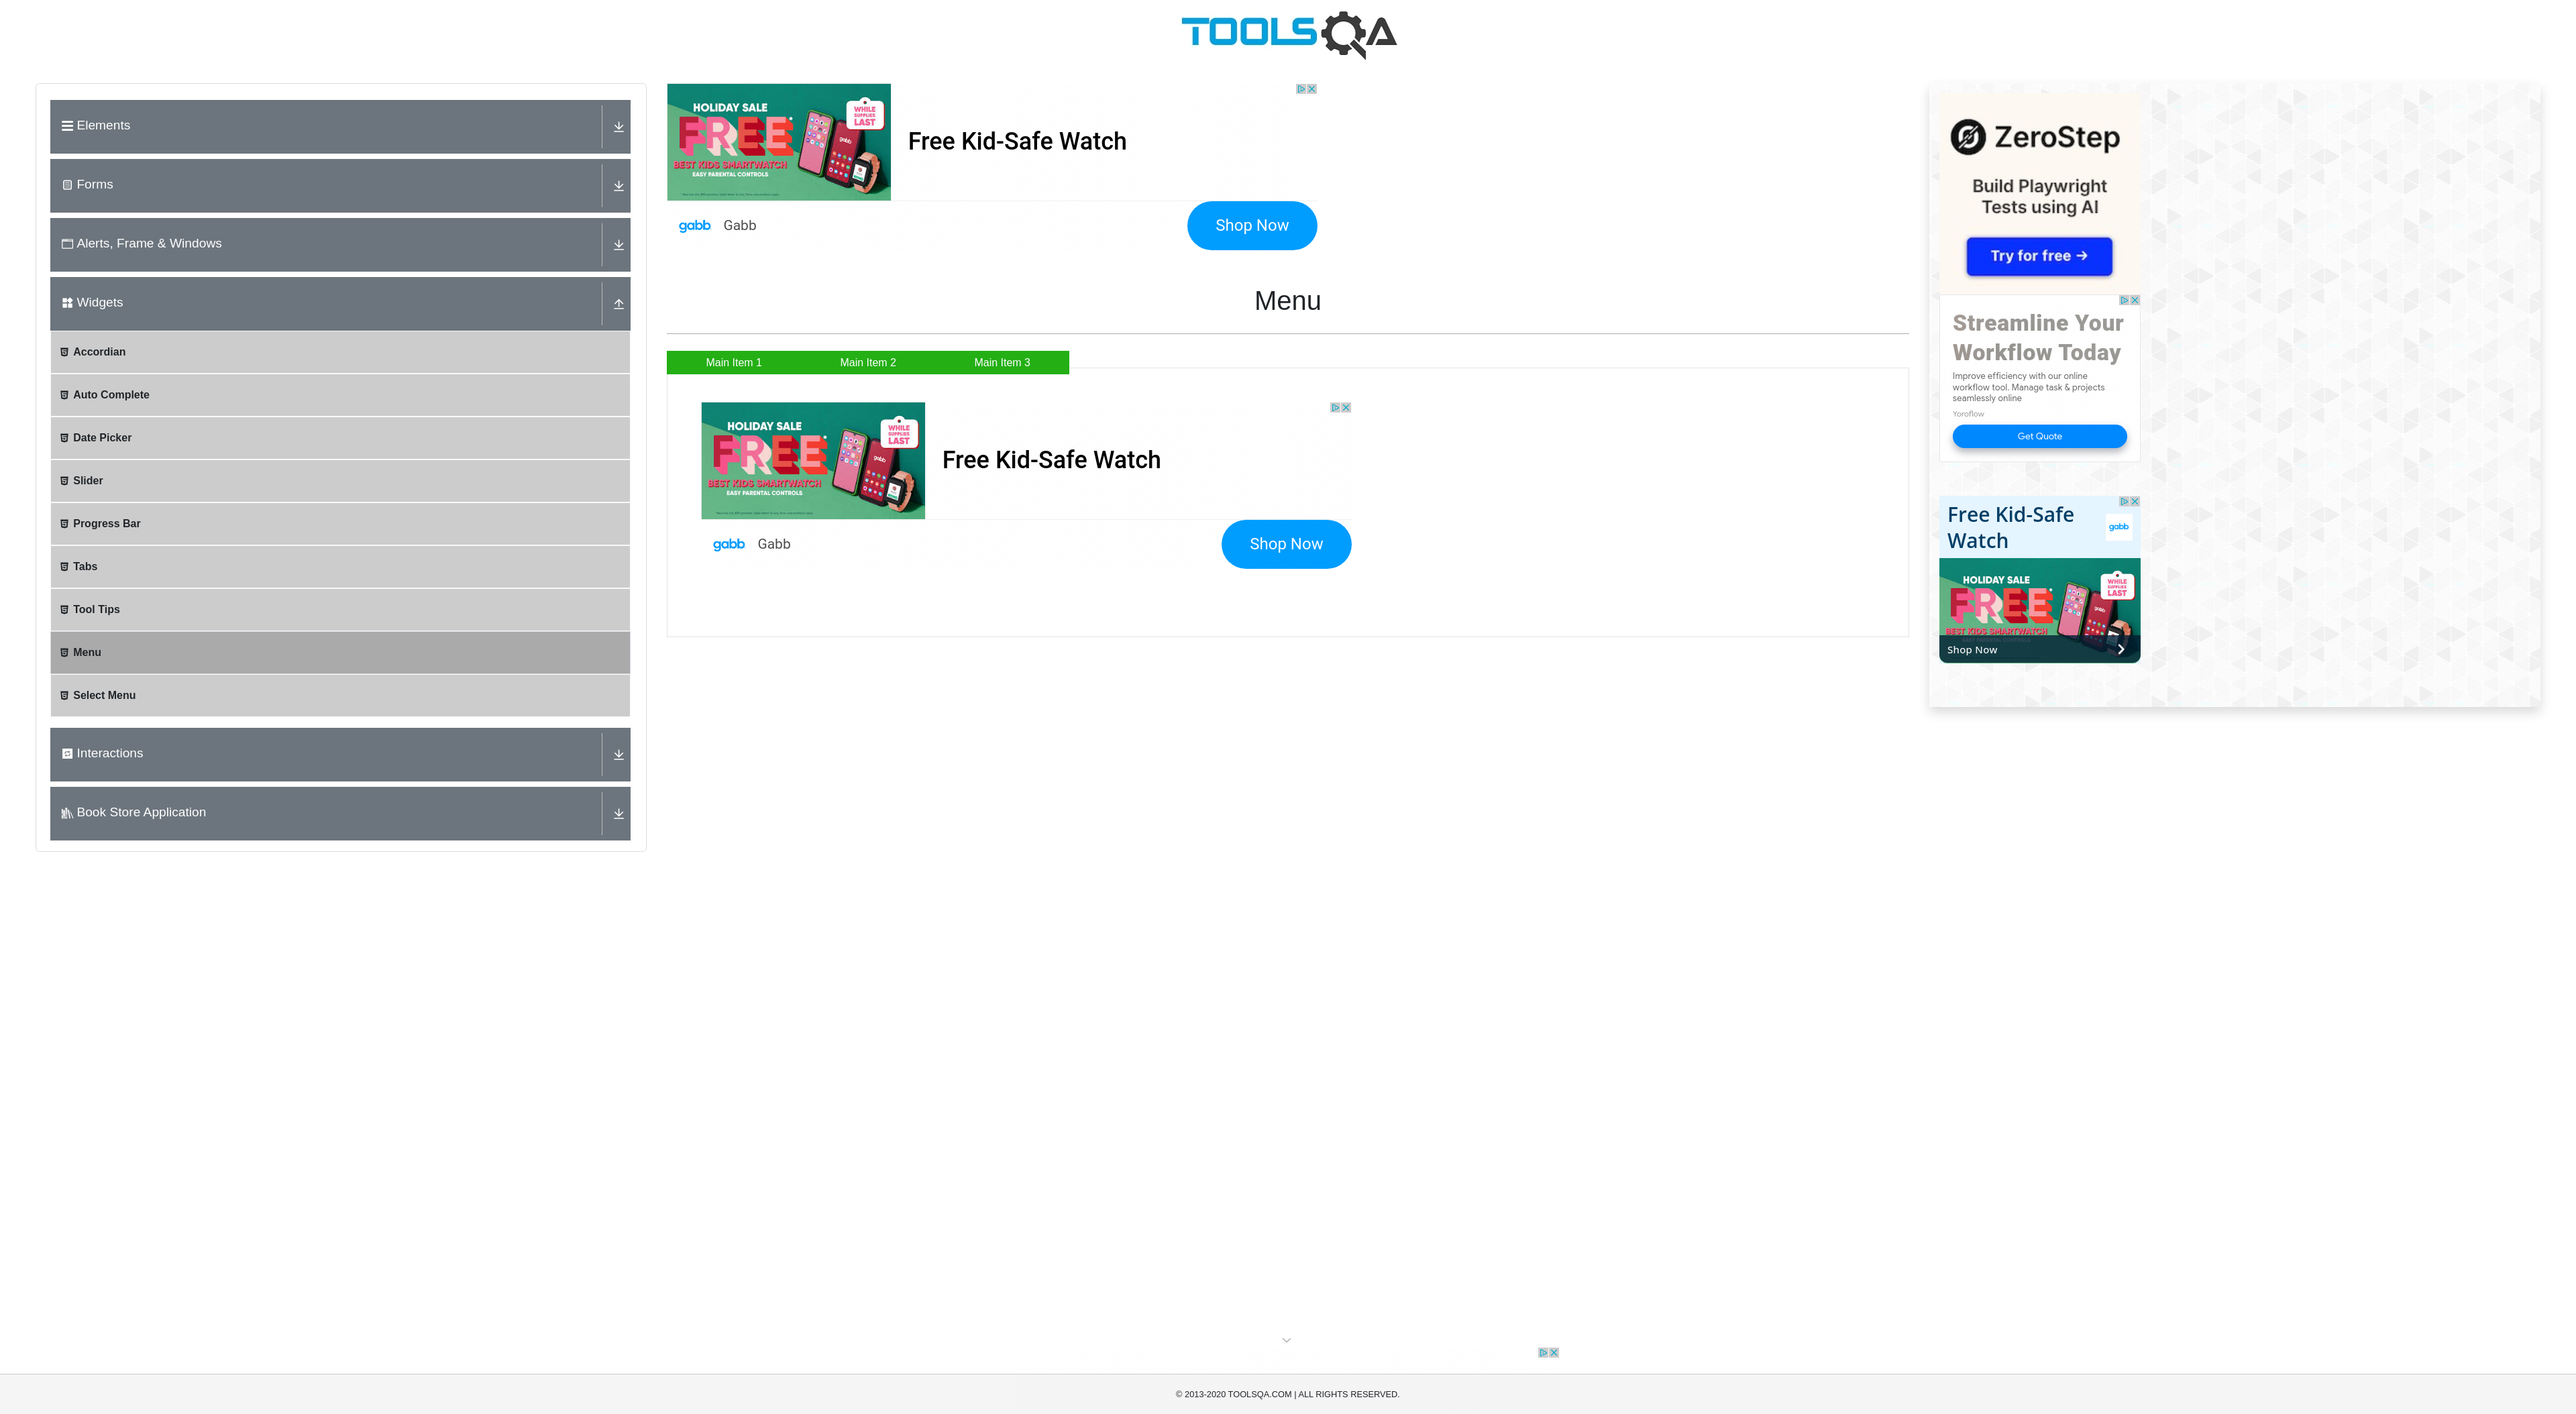 TOOLSQA
Elements
Forms
Alerts, Frame & Windows
Widgets
Accordian
Auto Complete
Date Picker
Slider
Progress Bar
Tabs
Tool Tips
Menu
Select Menu
Interactions
Book Store Application
HOLIDAY SALE
WHILE
SUPPLIES
LAST
FREE
gabb
BEST KIDS SMARTWATCH
EASY PARENTAL CONTROLS
Free Kid-Safe Watch
gabb Gabb
Shop Now
Menu
Main Item 1 Main Item 2 Main Item 3
HOLIDAY SALE
WHILE
SUPPLIES
LAST
FREE
gabb
BEST KIDS SMARTWATCH
EASY PARENTAL CONTROLS
Free Kid-Safe Watch
gabb Gabb
Shop Now
ZeroStep
Build Playwright
Tests using AI
Try for free →
Streamline Your
Workflow Today
Improve efficiency with our online
workflow tool. Manage task & projects
seamlessly online
Yoroflow
Get Quote
Free Kid-Safe
Watch
gabb
HOLIDAY SALE
WHILE
SUPPLIES
LAST
FREE
gabb
BEST KIDS SMARTWATCH
Shop Now
© 2013-2020 TOOLSQA.COM | ALL RIGHTS RESERVED.